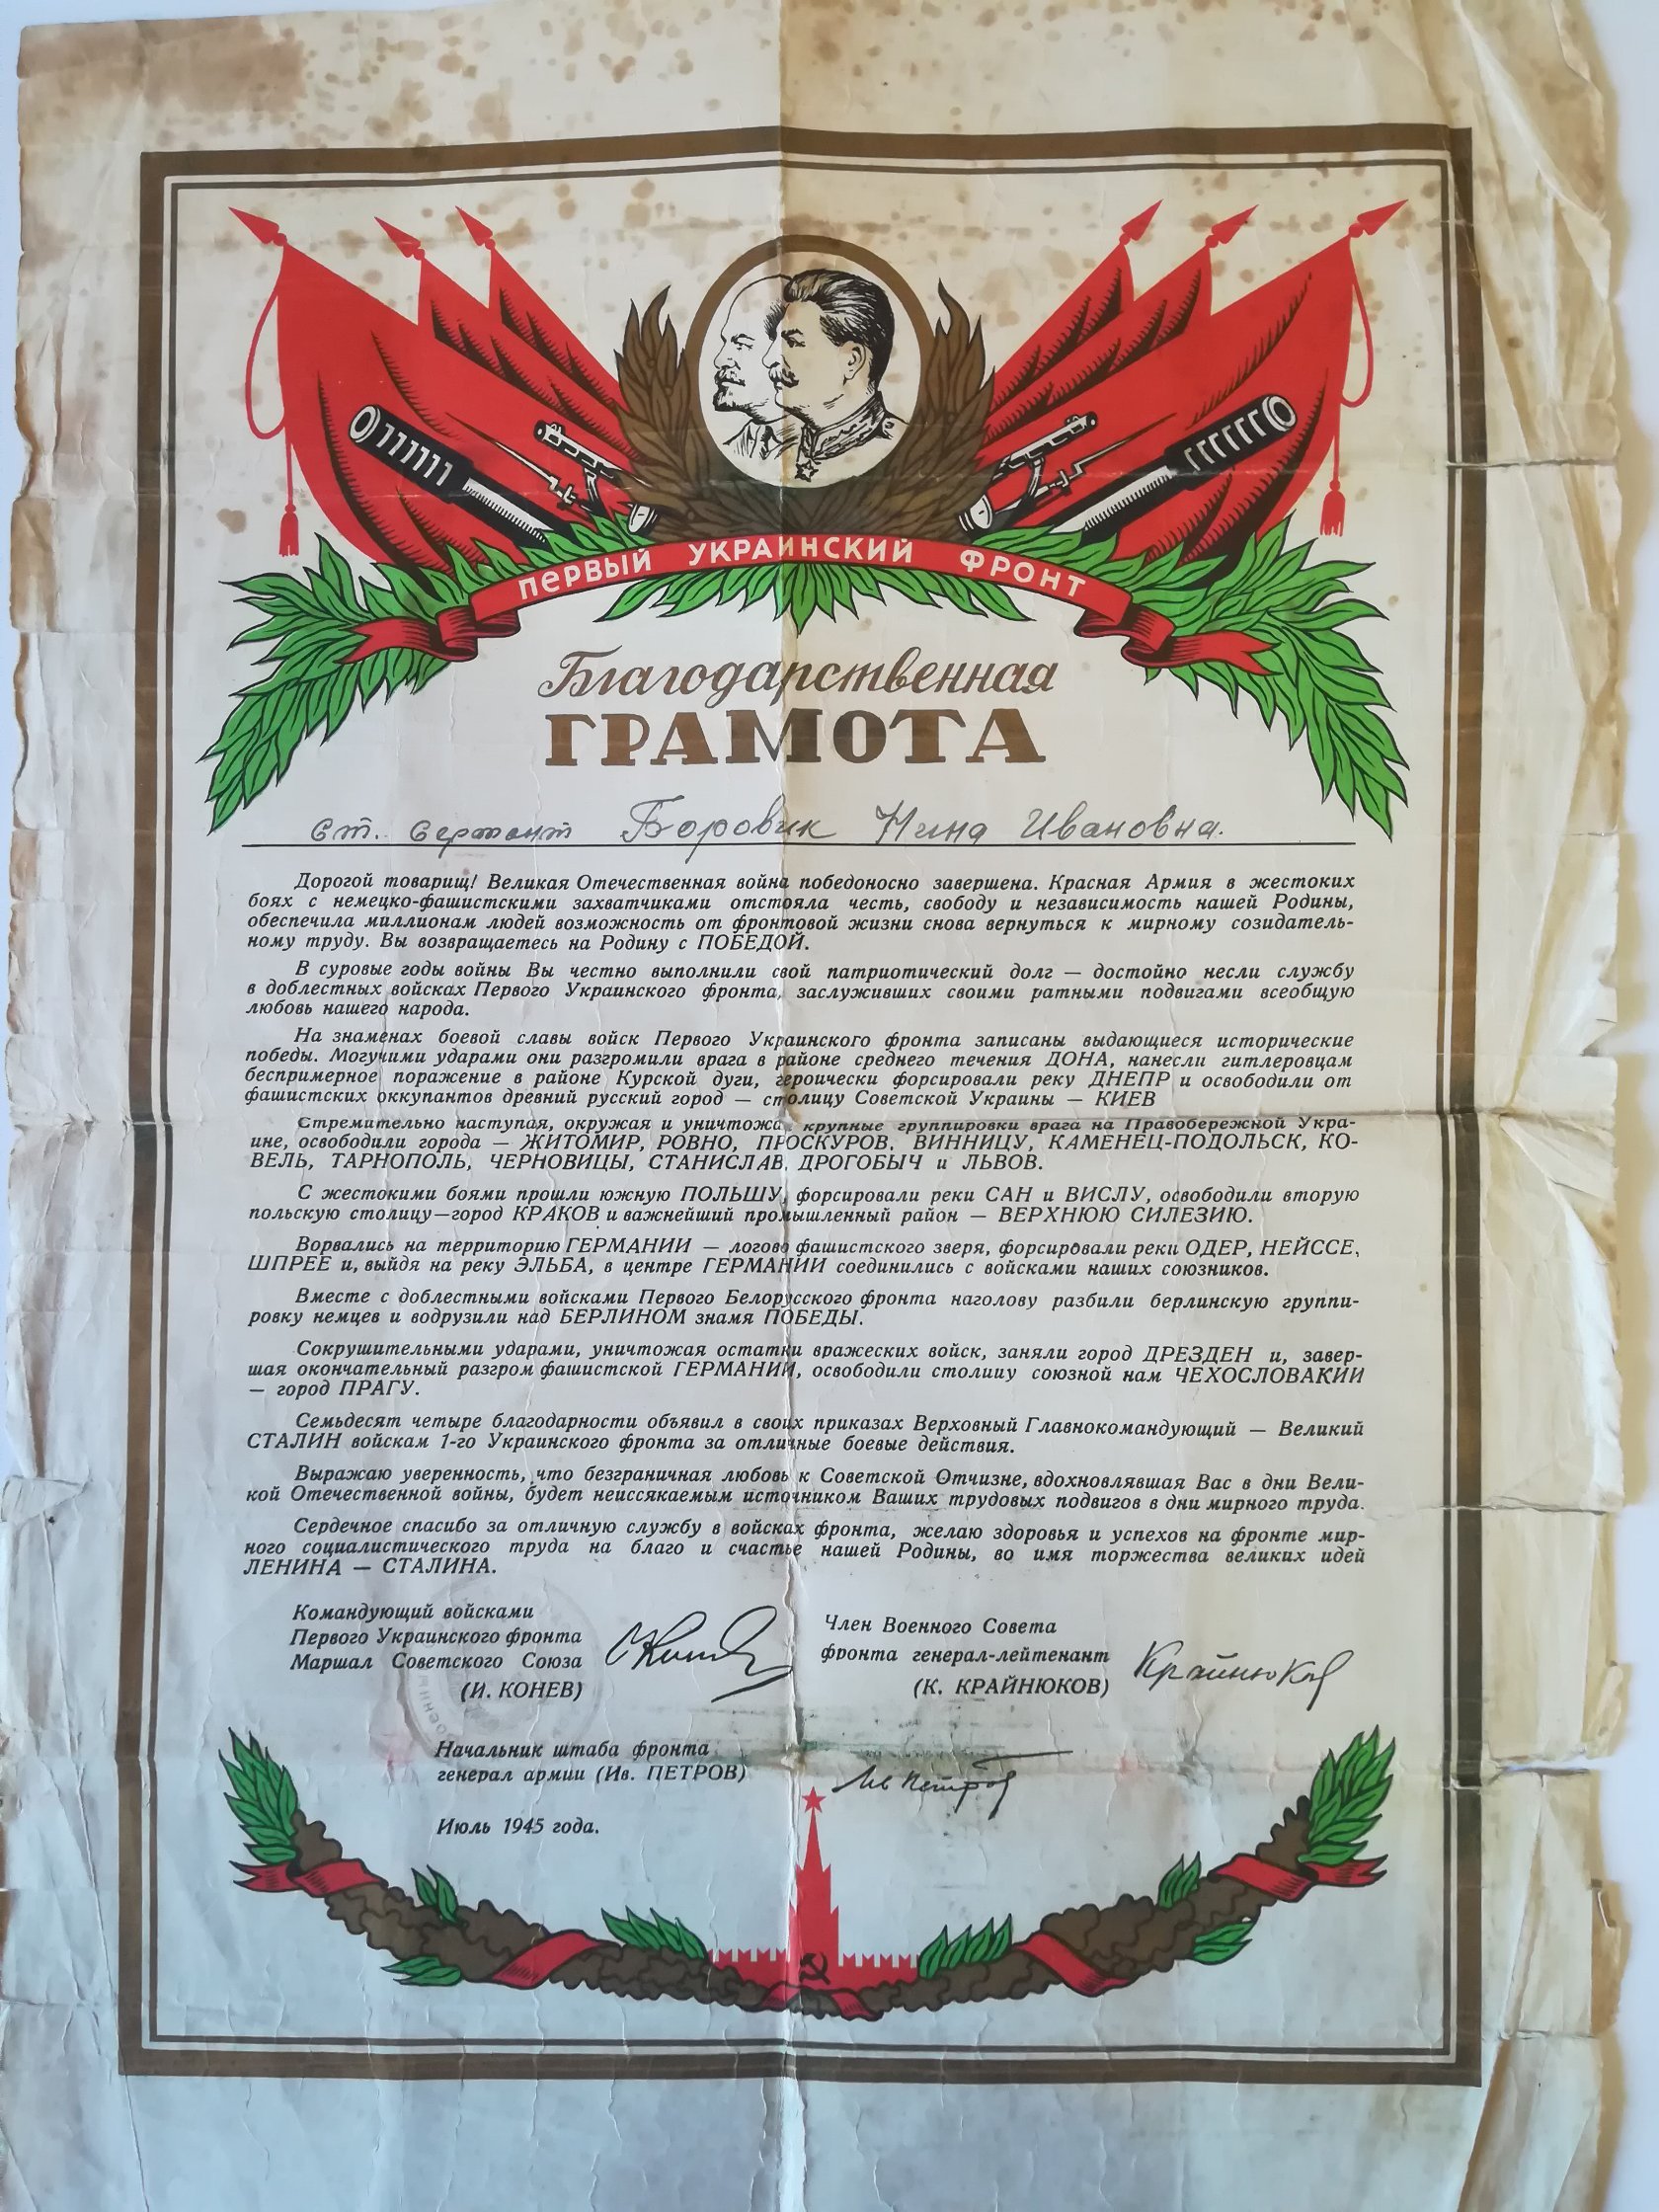 ПЕРВЫЙ УКРАИНСКИЙ ФРОНТ
Благодарственная
ГРАМОТА
Ст. Сержант Боровик Нина Ивановна.
Дорогой товарищ! Великая Отечественная война победоносно завершена. Красная Армия в жестоких
боях с немецко-фашистскими захватчиками отстояла честь, свободу и независимость нашей Родины,
обеспечила миллионам людей возможность от фронтовой жизни снова вернуться к мирному созидатель-
ному труду. Вы возвращаетесь на Родину с ПОБЕДОЙ.
В суровые годы войны Вы честно выполнили свой патриотический долг — достойно несли службу
в доблестных войсках Первого Украинского фронта, заслуживших своими ратными подвигами всеобщую
любовь нашего народа.
На знаменах боевой славы войск Первого Украинского фронта записаны выдающиеся исторические
победы. Могучими ударами они разгромили врага в районе среднего течения ДОНА, нанесли гитлеровцам
беспримерное поражение в районе Курской дуги, героически форсировали реку ДНЕПР и освободили от
фашистских оккупантов древний русский город — столицу Советской Украины — КИЕВ
Стремительно наступая, окружая и уничтожа. крупные группировки врага на Правобережной Укра-
ине, освободили города — ЖИТОМИР, РОВНО, ПРОСКУРОВ, ВИННИЦУ, КАМЕНЕЦ-ПОДОЛЬСК, КО-
ВЕЛЬ, ТАРНОПОЛЬ, ЧЕРНОВИЦЫ, СТАНИСЛАВ, ДРОГОБЫЧ и ЛЬВОВ.
С жестокими боями прошли южную ПОЛЬШУ, форсировали реки САН и ВИСЛУ, освободили вторую
польскую столицу—город КРАКОВ и важнейший промышленный район — ВЕРХНЮЮ СИЛЕЗИЮ.
Ворвались на территорию ГЕРМАНИИ — логово фашистского зверя, форсировали реки ОДЕР, НЕЙССЕ,
ШПРЕЕ и, выйдя на реку ЭЛЬБА, в центре ГЕРМАНИИ соединились с войсками наших союзников.
Вместе с доблестными войсками Первого Белорусского фронта наголову разбили берлинскую группи-
ровку немцев и водрузили над БЕРЛИНОМ знамя ПОБЕДЫ.
Сокрушительными ударами, уничтожая остатки вражеских войск, заняли город ДРЕЗДЕН и, завер-
шая окончательный разгром фашистской ГЕРМАНИИ, освободили столицу союзной нам ЧЕХОСЛОВАКИИ
— город ПРАГУ.
Семьдесят четыре благодарности объявил в своих приказах Верховный Главнокомандующий — Великий
СТАЛИН войскам 1-го Украинского фронта за отличные боевые действия.
Выражаю уверенность, что безграничная любовь к Советской Отчизне, вдохновлявшая Вас в дни Вели-
кой Отечественной войны, будет неиссякаемым источником Ваших трудовых подвигов в дни мирного труда.
Сердечное спасибо за отличную службу в войсках фронта, желаю здоровья и успехов на фронте мир-
ного социалистического труда на благо и счастье нашей Родины, во имя торжества великих идей
ЛЕНИНА — СТАЛИНА.
Командующий войсками
Первого Украинского фронта
Маршал Советского Союза
(И. КОНЕВ)
Член Военного Совета
фронта генерал-лейтенант
(К. КРАЙНЮКОВ)
Крайнюков
Начальник штаба фронта
генерал армии (Ив. ПЕТРОВ)
Ив Петров
Июль 1945 года.